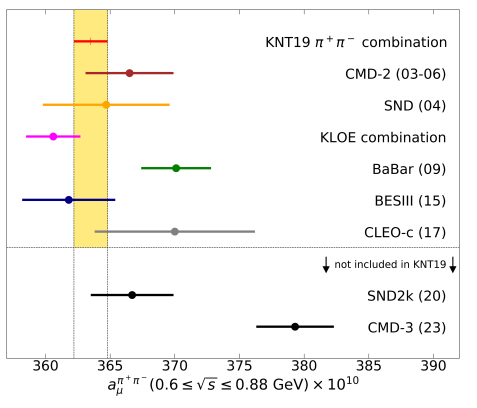 KNT19 π⁺π⁻ combination
CMD-2 (03-06)
SND (04)
KLOE combination
BaBar (09)
BESIII (15)
CLEO-c (17)
↓ not included in KNT19 ↓
SND2k (20)
CMD-3 (23)
360 365 370 375 380 385 390
a_μ^{π⁺π⁻}(0.6 ≤ √s ≤ 0.88 GeV) × 10¹⁰